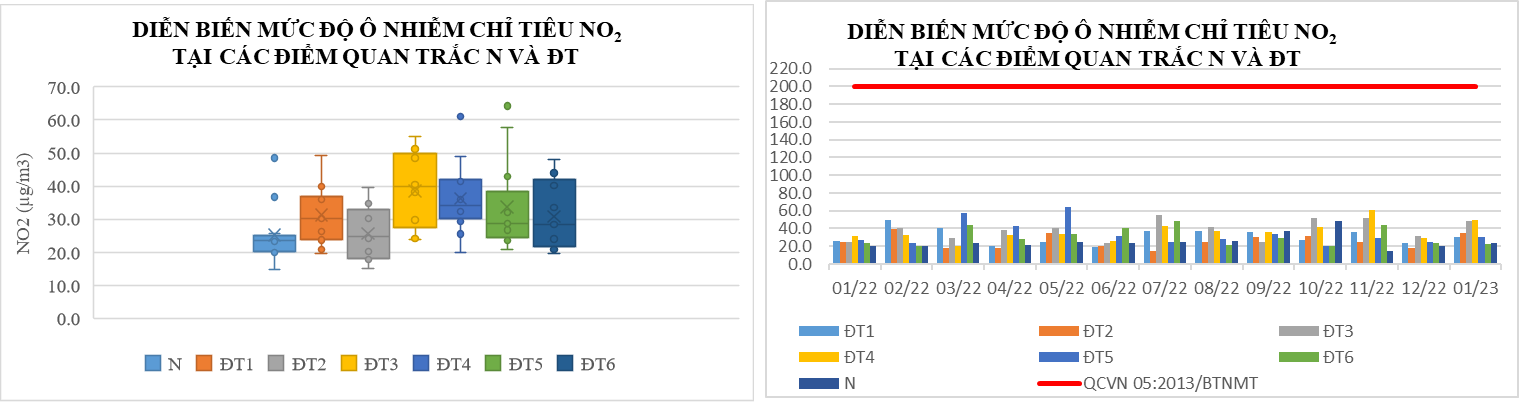 DIỄN BIẾN MỨC ĐỘ Ô NHIỄM CHỈ TIÊU NO₂
TẠI CÁC ĐIỂM QUAN TRẮC N VÀ ĐT
70.0
60.0
50.0
40.0
30.0
20.0
10.0
0.0
NO2 (µg/m3)
N ĐT1 ĐT2 ĐT3 ĐT4 ĐT5 ĐT6
DIỄN BIẾN MỨC ĐỘ Ô NHIỄM CHỈ TIÊU NO₂
TẠI CÁC ĐIỂM QUAN TRẮC N VÀ ĐT
220.0
200.0
180.0
160.0
140.0
120.0
100.0
80.0
60.0
40.0
20.0
0.0
01/22 02/22 03/22 04/22 05/22 06/22 07/22 08/22 09/22 10/22 11/22 12/22 01/23
ĐT1 ĐT2 ĐT3
ĐT4 ĐT5 ĐT6
N QCVN 05:2013/BTNMT